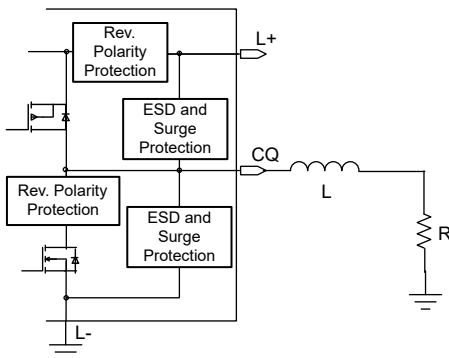 Rev.
Polarity
Protection
L+
ESD and
Surge
Protection
CQ
L
Rev. Polarity
Protection
ESD and
Surge
Protection
R
L-